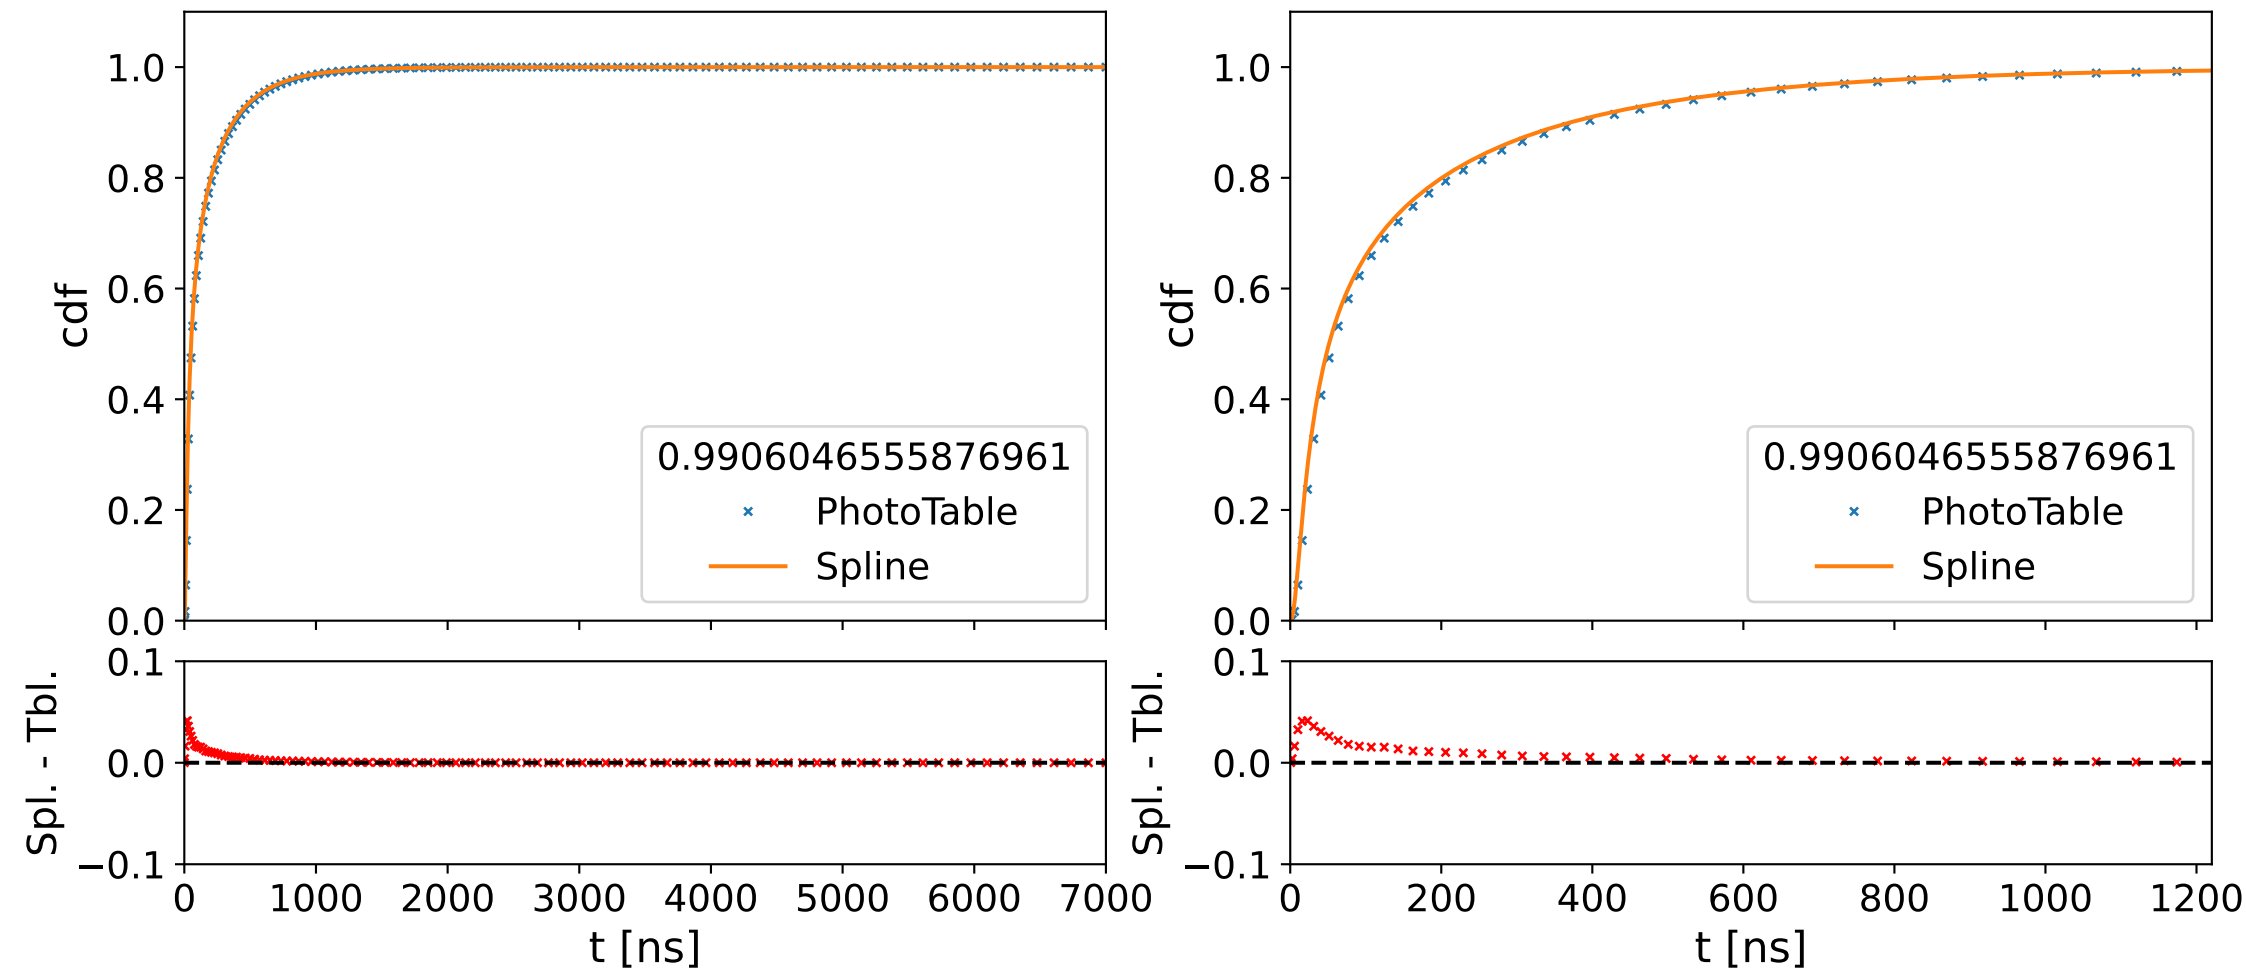 cdf
1.0
0.8
0.6
0.4
0.2
0.0
0.9906046555876961
PhotoTable
Spline
Spl. - Tbl.
0.1
0.0
−0.1
0 1000 2000 3000 4000 5000 6000 7000
t [ns]
cdf
1.0
0.8
0.6
0.4
0.2
0.0
0.9906046555876961
PhotoTable
Spline
Spl. - Tbl.
0.1
0.0
−0.1
0 200 400 600 800 1000 1200
t [ns]